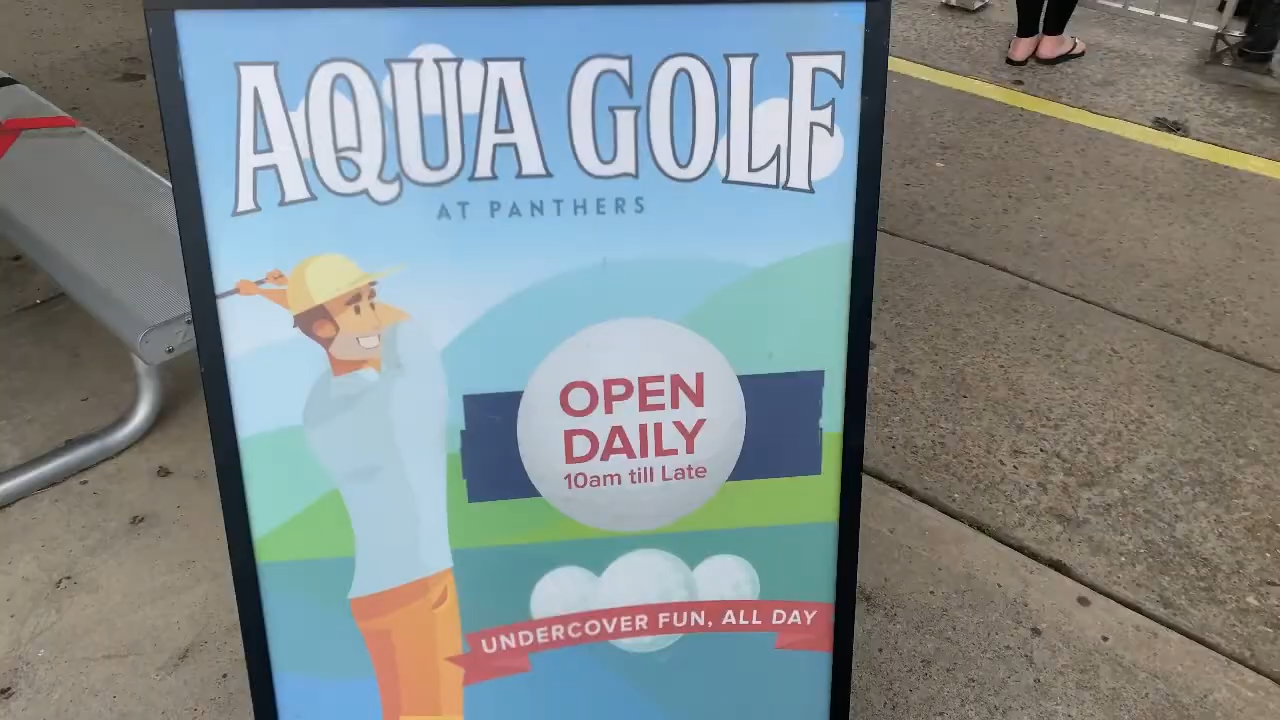 AQUA GOLF
AT PANTHERS
OPEN
DAILY
10am till Late
UNDERCOVER FUN, ALL DAY